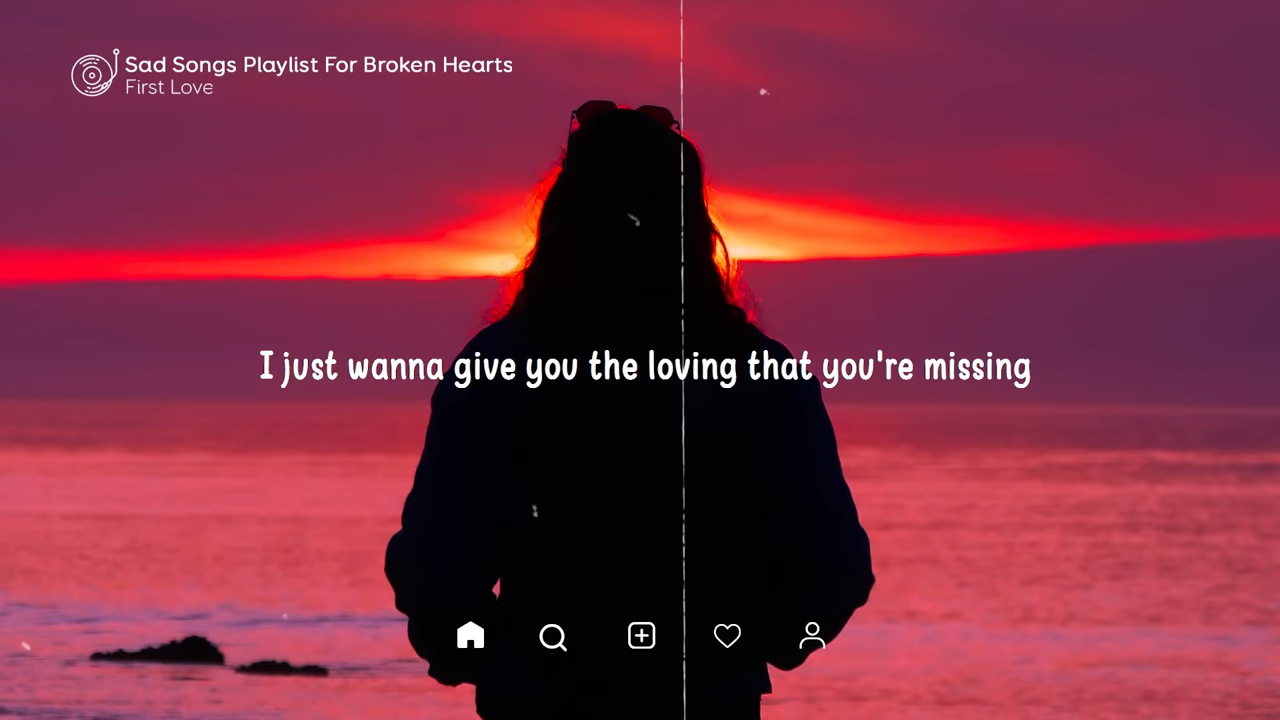 Sad Songs Playlist For Broken Hearts
First Love
I just wanna give you the loving that you're missing